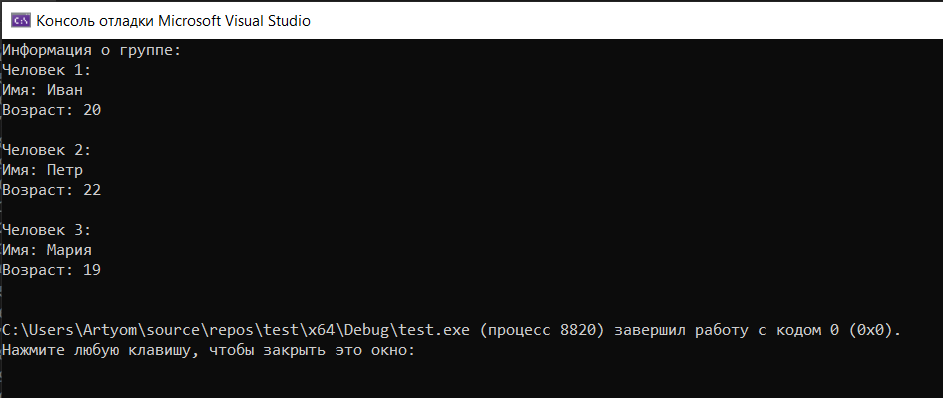 Консоль отладки Microsoft Visual Studio
Информация о группе:
Человек 1:
Имя: Иван
Возраст: 20
Человек 2:
Имя: Петр
Возраст: 22
Человек 3:
Имя: Мария
Возраст: 19
C:\Users\Artyom\source\repos\test\x64\Debug\test.exe (процесс 8820) завершил работу с кодом 0 (0x0).
Нажмите любую клавишу, чтобы закрыть это окно: